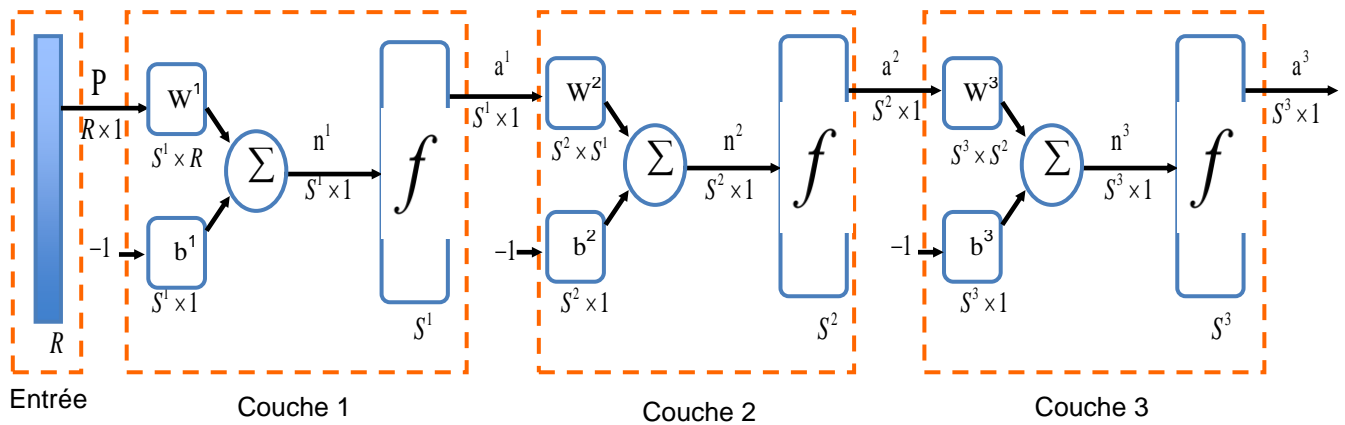 P
R × 1
W¹
S¹ × R
Σ
n¹
S¹ × 1
f
−1
b¹
S¹ × 1
S¹
R
Entrée
Couche 1
a¹
S¹ × 1
W²
S² × S¹
Σ
n²
S² × 1
f
−1
b²
S² × 1
S²
Couche 2
a²
S² × 1
W³
S³ × S²
Σ
n³
S³ × 1
f
−1
b³
S³ × 1
S³
Couche 3
a³
S³ × 1